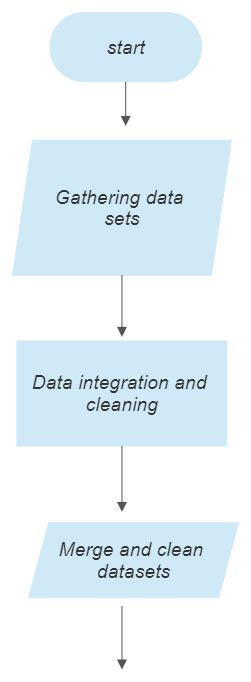 start
Gathering data
sets
Data integration and
cleaning
Merge and clean
datasets